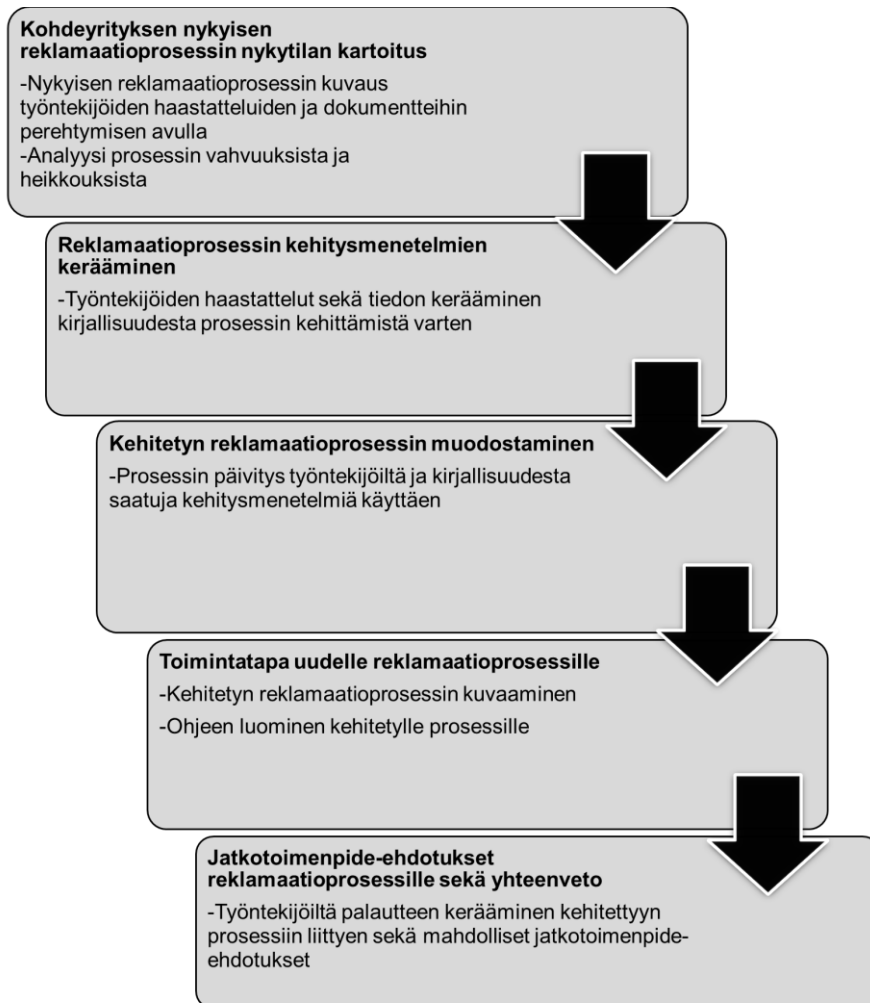 Kohdeyrityksen nykyisen
reklamaatioprosessin nykytilan kartoitus
-Nykyisen reklamaatioprosessin kuvaus
työntekijöiden haastatteluiden ja dokumentteihin
perehtymisen avulla
-Analyysi prosessin vahvuuksista ja
heikkouksista
Reklamaatioprosessin kehitysmenetelmien
kerääminen
-Työntekijöiden haastattelut sekä tiedon kerääminen
kirjallisuudesta prosessin kehittämistä varten
Kehitetyn reklamaatioprosessin muodostaminen
-Prosessin päivitys työntekijöiltä ja kirjallisuudesta
saatuja kehitysmenetelmiä käyttäen
Toimintatapa uudelle reklamaatioprosessille
-Kehitetyn reklamaatioprosessin kuvaaminen
-Ohjeen luominen kehitetylle prosessille
Jatkotoimenpide-ehdotukset
reklamaatioprosessille sekä yhteenveto
-Työntekijöiltä palautteen kerääminen kehitettyyn
prosessiin liittyen sekä mahdolliset jatkotoimenpide-
ehdotukset